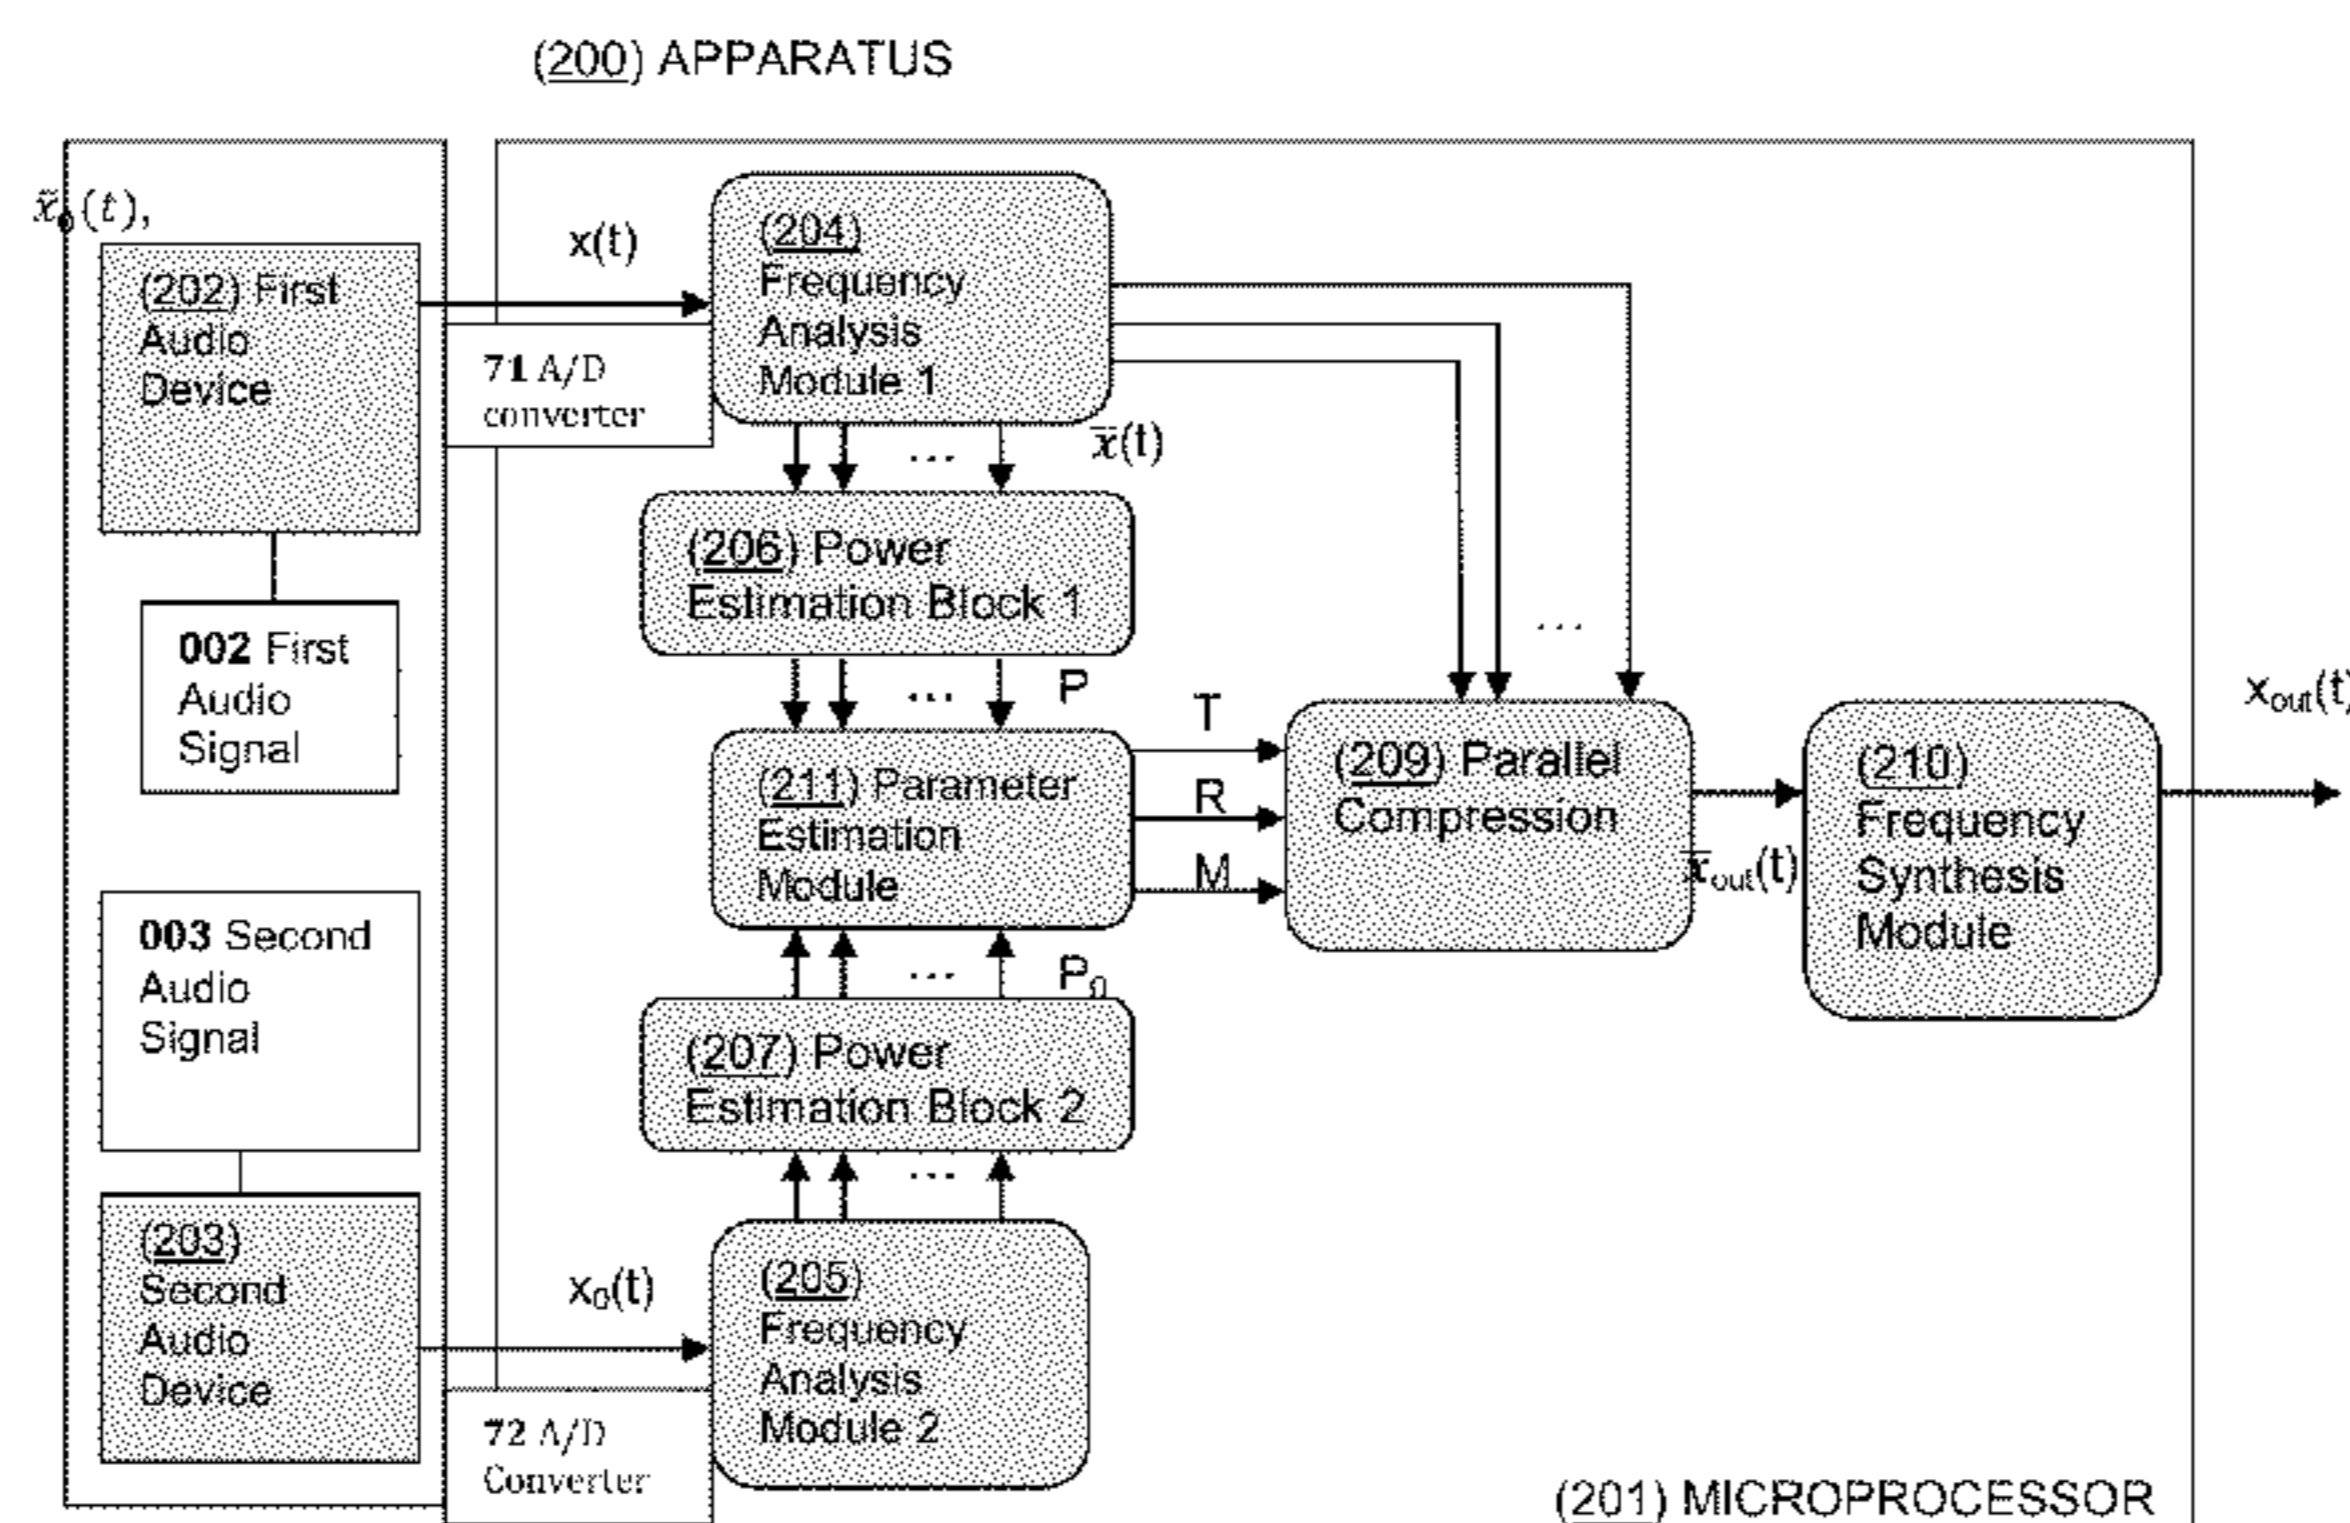 (200) APPARATUS
x̃₀(t),
(202) First
Audio
Device
x(t)
71 A/D
converter
(204)
Frequency
Analysis
Module 1
x̅(t)
...
(206) Power
Estimation Block 1
002 First
Audio
Signal
...
P
...
(211) Parameter
Estimation
Module
T
R
M
(209) Parallel
Compression
x̅out(t)
(210)
Frequency
Synthesis
Module
xout(t)
003 Second
Audio
Signal
...
P₀
(207) Power
Estimation Block 2
...
(203)
Second
Audio
Device
x₀(t)
72 A/D
Converter
(205)
Frequency
Analysis
Module 2
(201) MICROPROCESSOR